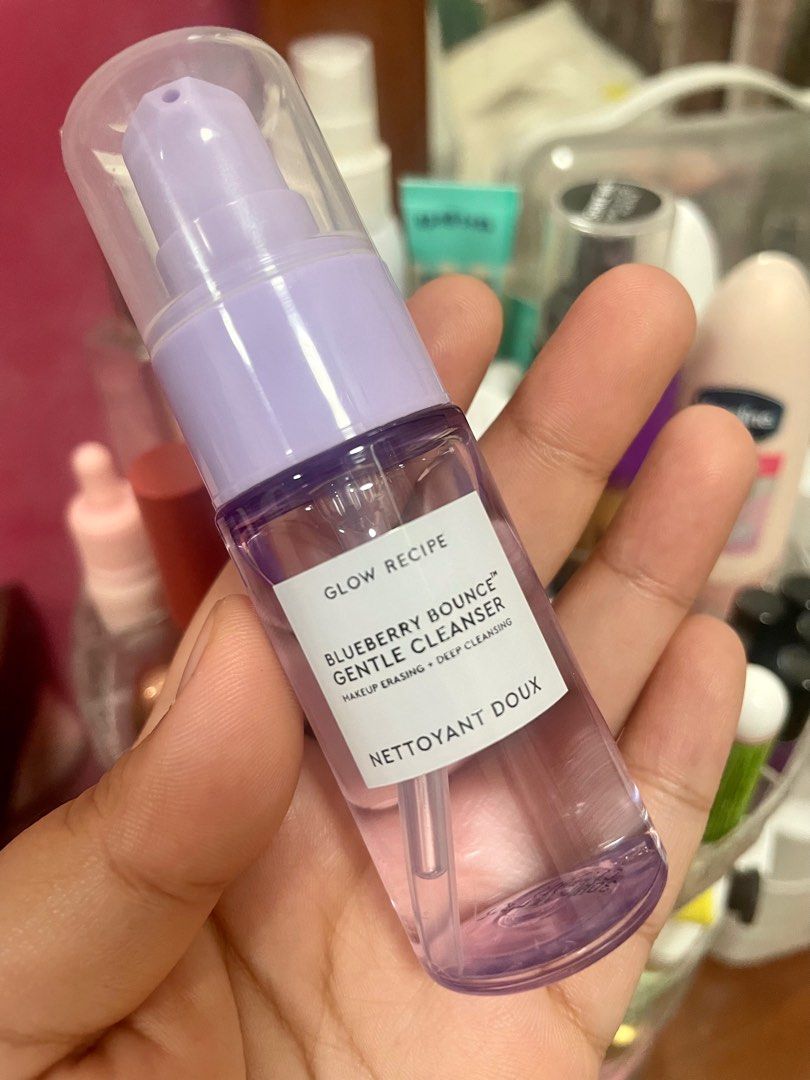 GLOW RECIPE
BLUEBERRY BOUNCE™
GENTLE CLEANSER
MAKEUP ERASING + DEEP CLEANSING
NETTOYANT DOUX